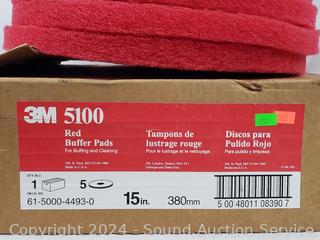 3M 5100
Red
Buffer Pads
For Buffing and Cleaning
Tampons de
lustrage rouge
Pour le lustrage et le nettoyage
Discos para
Pulido Rojo
Para pulido y limpieza
1
5
15in.
380mm
61-5000-4493-0
5 00 48011 08390 7
Copyright 2024 - Sound Auction Service